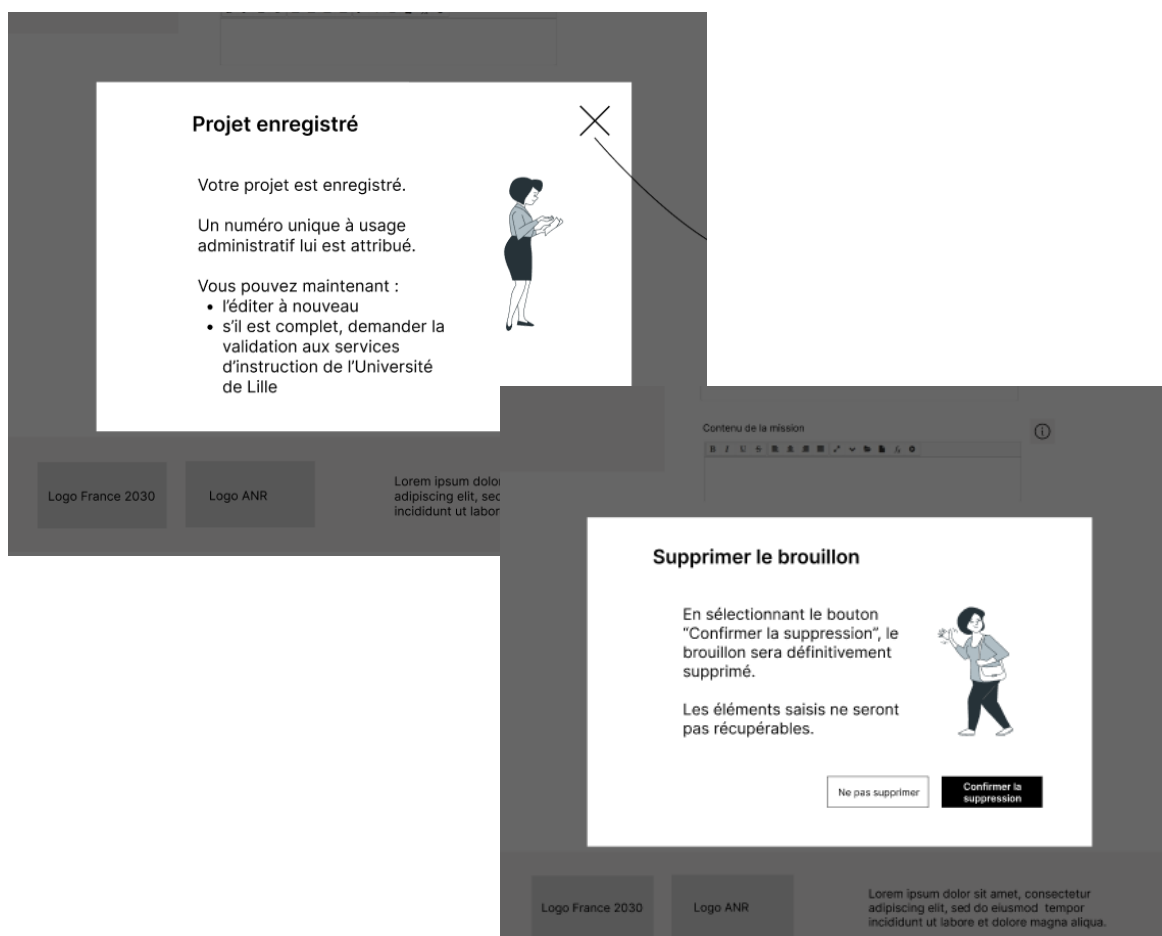 Projet enregistré
Votre projet est enregistré.
Un numéro unique à usage
administratif lui est attribué.
Vous pouvez maintenant :
• l’éditer à nouveau
• s’il est complet, demander la
validation aux services
d’instruction de l’Université
de Lille
Logo France 2030
Logo ANR
Lorem ipsum dolo
adipiscing elit, sec
incididunt ut labor
Contenu de la mission
B I U S
Supprimer le brouillon
En sélectionnant le bouton
“Confirmer la suppression”, le
brouillon sera définitivement
supprimé.
Les éléments saisis ne seront
pas récupérables.
Ne pas supprimer
Confirmer la
suppression
Logo France 2030
Logo ANR
Lorem ipsum dolor sit amet, consectetur
adipiscing elit, sed do eiusmod tempor
incididunt ut labore et dolore magna aliqua.